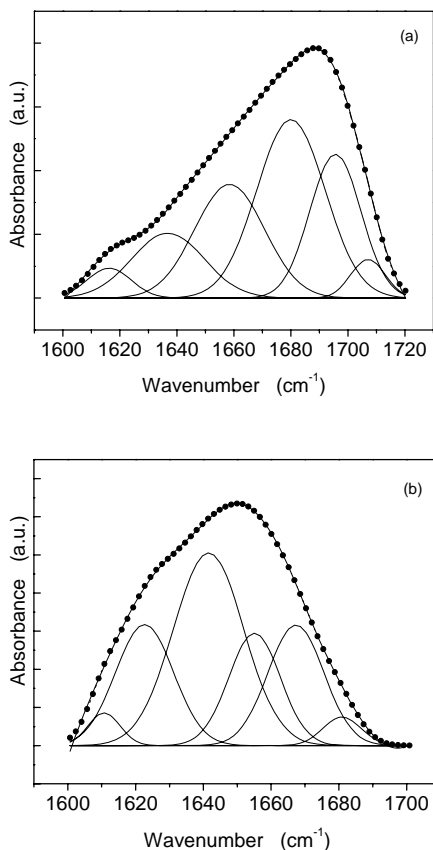 (a)
Absorbance (a.u.)
1600 1620 1640 1660 1680 1700 1720
Wavenumber (cm-1)
(b)
Absorbance (a.u.)
1600 1620 1640 1660 1680 1700
Wavenumber (cm-1)